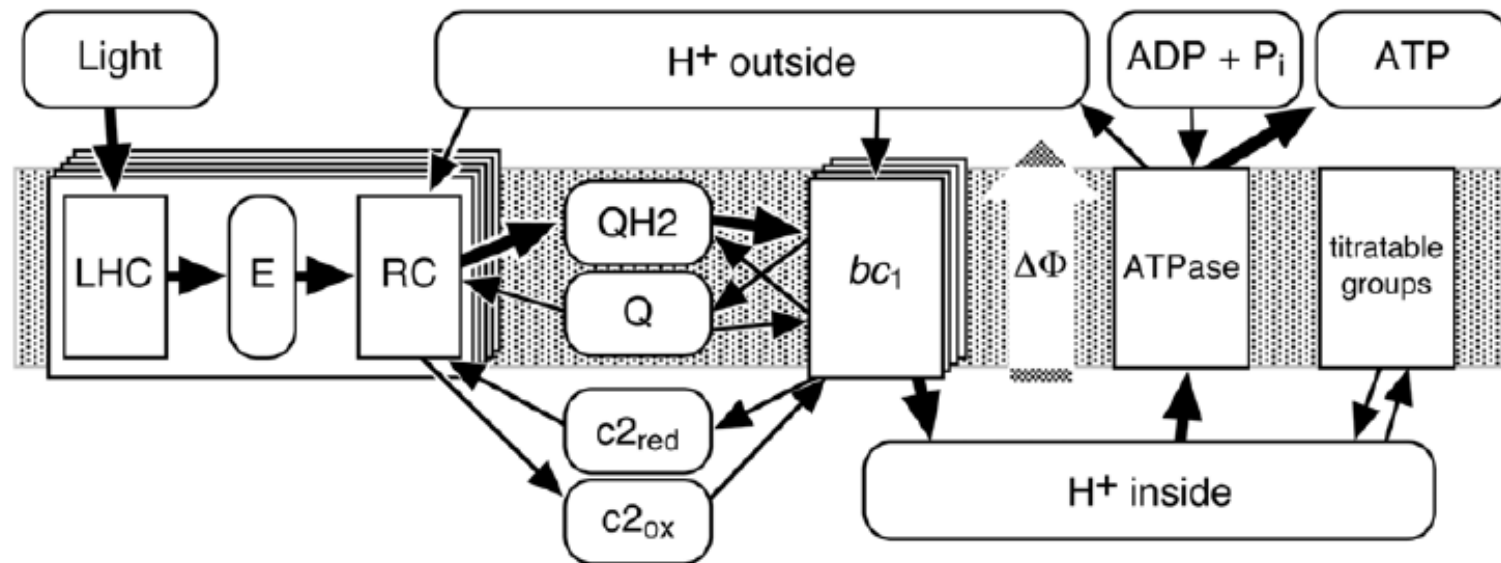 Light
H+ outside
ADP + Pi
ATP
LHC
E
RC
QH2
Q
bc1
ΔΦ
ATPase
titratable
groups
c2red
c2ox
H+ inside